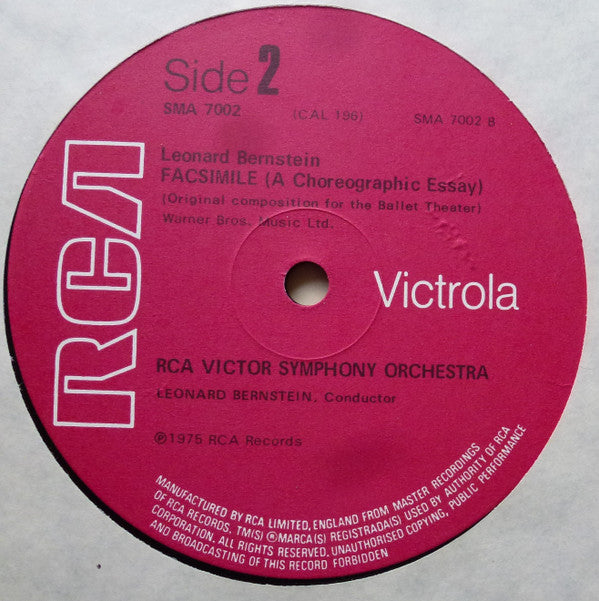 Side 2
SMA 7002 (CAL 196) SMA 7002 B
Leonard Bernstein
FACSIMILE (A Choreographic Essay)
(Original composition for the Ballet Theater)
Warner Bros. Music Ltd.
RCA
Victrola
RCA VICTOR SYMPHONY ORCHESTRA
LEONARD BERNSTEIN, Conductor
℗1975 RCA Records
MANUFACTURED BY RCA LIMITED, ENGLAND FROM MASTER RECORDINGS
OF RCA RECORDS. TM(S) ® MARCA(S) REGISTRADA(S) USED BY AUTHORITY OF RCA
CORPORATION. ALL RIGHTS RESERVED. UNAUTHORISED COPYING, PUBLIC PERFORMANCE
AND BROADCASTING OF THIS RECORD FORBIDDEN